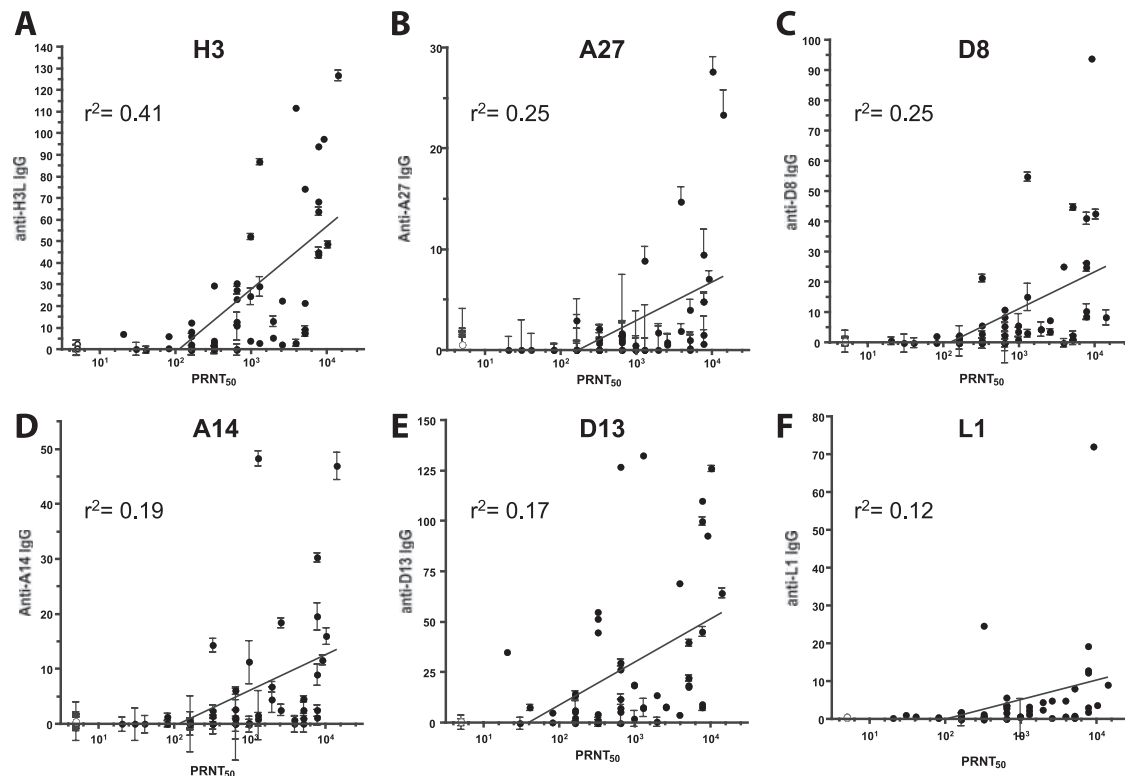 A
H3
r²= 0.41
anti-H3L IgG
140
130
120
110
100
90
80
70
60
50
40
30
20
10
0
10¹ 10² 10³ 10⁴
PRNT₅₀
B
A27
r²= 0.25
Anti-A27 IgG
30
20
10
0
10¹ 10² 10³ 10⁴
PRNT₅₀
C
D8
r²= 0.25
anti-D8 IgG
100
90
80
70
60
50
40
30
20
10
0
10¹ 10² 10³ 10⁴
PRNT₅₀
D
A14
r²= 0.19
Anti-A14 IgG
50
40
30
20
10
0
10¹ 10² 10³ 10⁴
PRNT₅₀
E
D13
r²= 0.17
anti-D13 IgG
150
125
100
75
50
25
0
10¹ 10² 10³ 10⁴
PRNT₅₀
F
L1
r²= 0.12
anti-L1 IgG
80
70
60
50
40
30
20
10
0
10¹ 10² 10³ 10⁴
PRNT₅₀